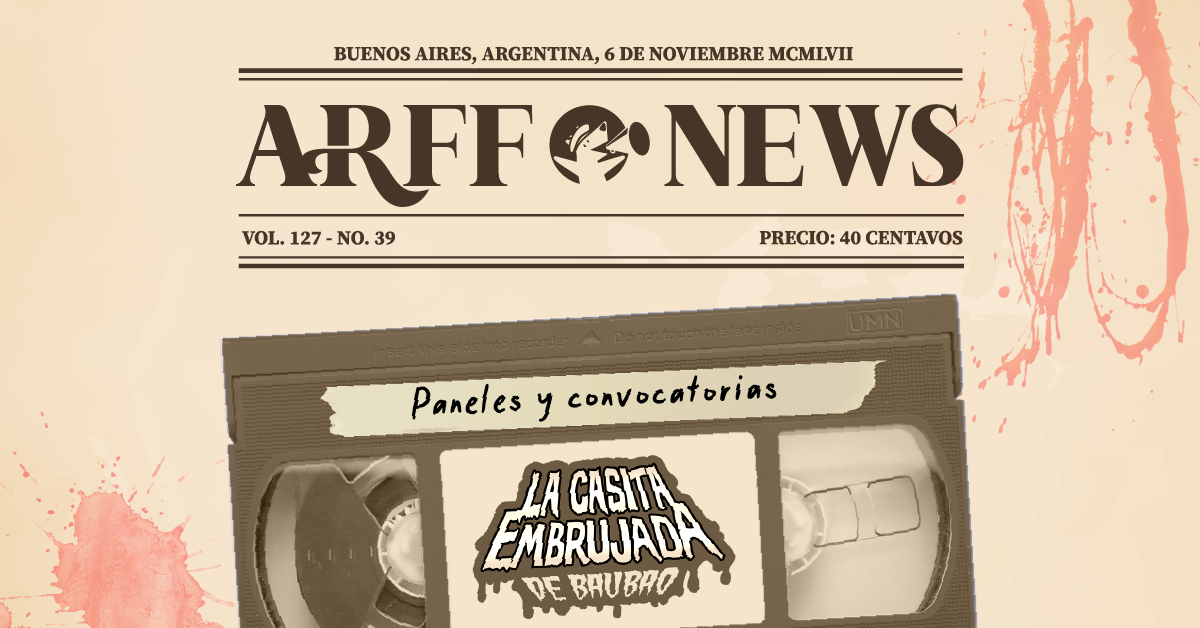 BUENOS AIRES, ARGENTINA, 6 DE NOVIEMBRE MCMLVII
ARFF NEWS
VOL. 127 - NO. 39
PRECIO: 40 CENTAVOS
Insert this side into recorder
Do not touch the tape inside
UMN
Paneles y convocatorias
LA CASITA
EMBRUJADA
DE BAUBAO